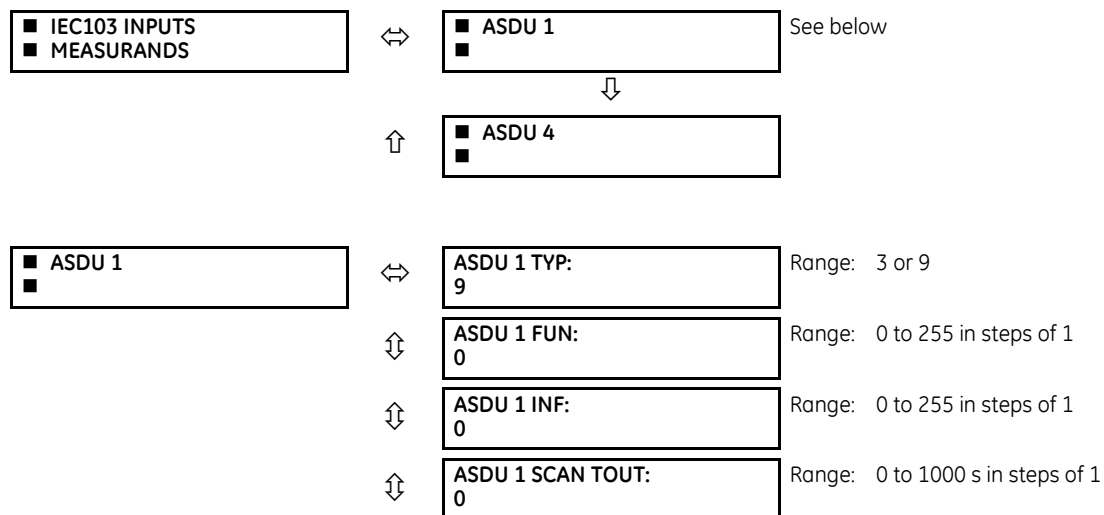 ■ IEC103 INPUTS
■ MEASURANDS
⇔
■ ASDU 1
■
See below
⇩
⇧
■ ASDU 4
■
■ ASDU 1
■
⇔
ASDU 1 TYP:
9
Range: 3 or 9
⇕
ASDU 1 FUN:
0
Range: 0 to 255 in steps of 1
⇕
ASDU 1 INF:
0
Range: 0 to 255 in steps of 1
⇕
ASDU 1 SCAN TOUT:
0
Range: 0 to 1000 s in steps of 1